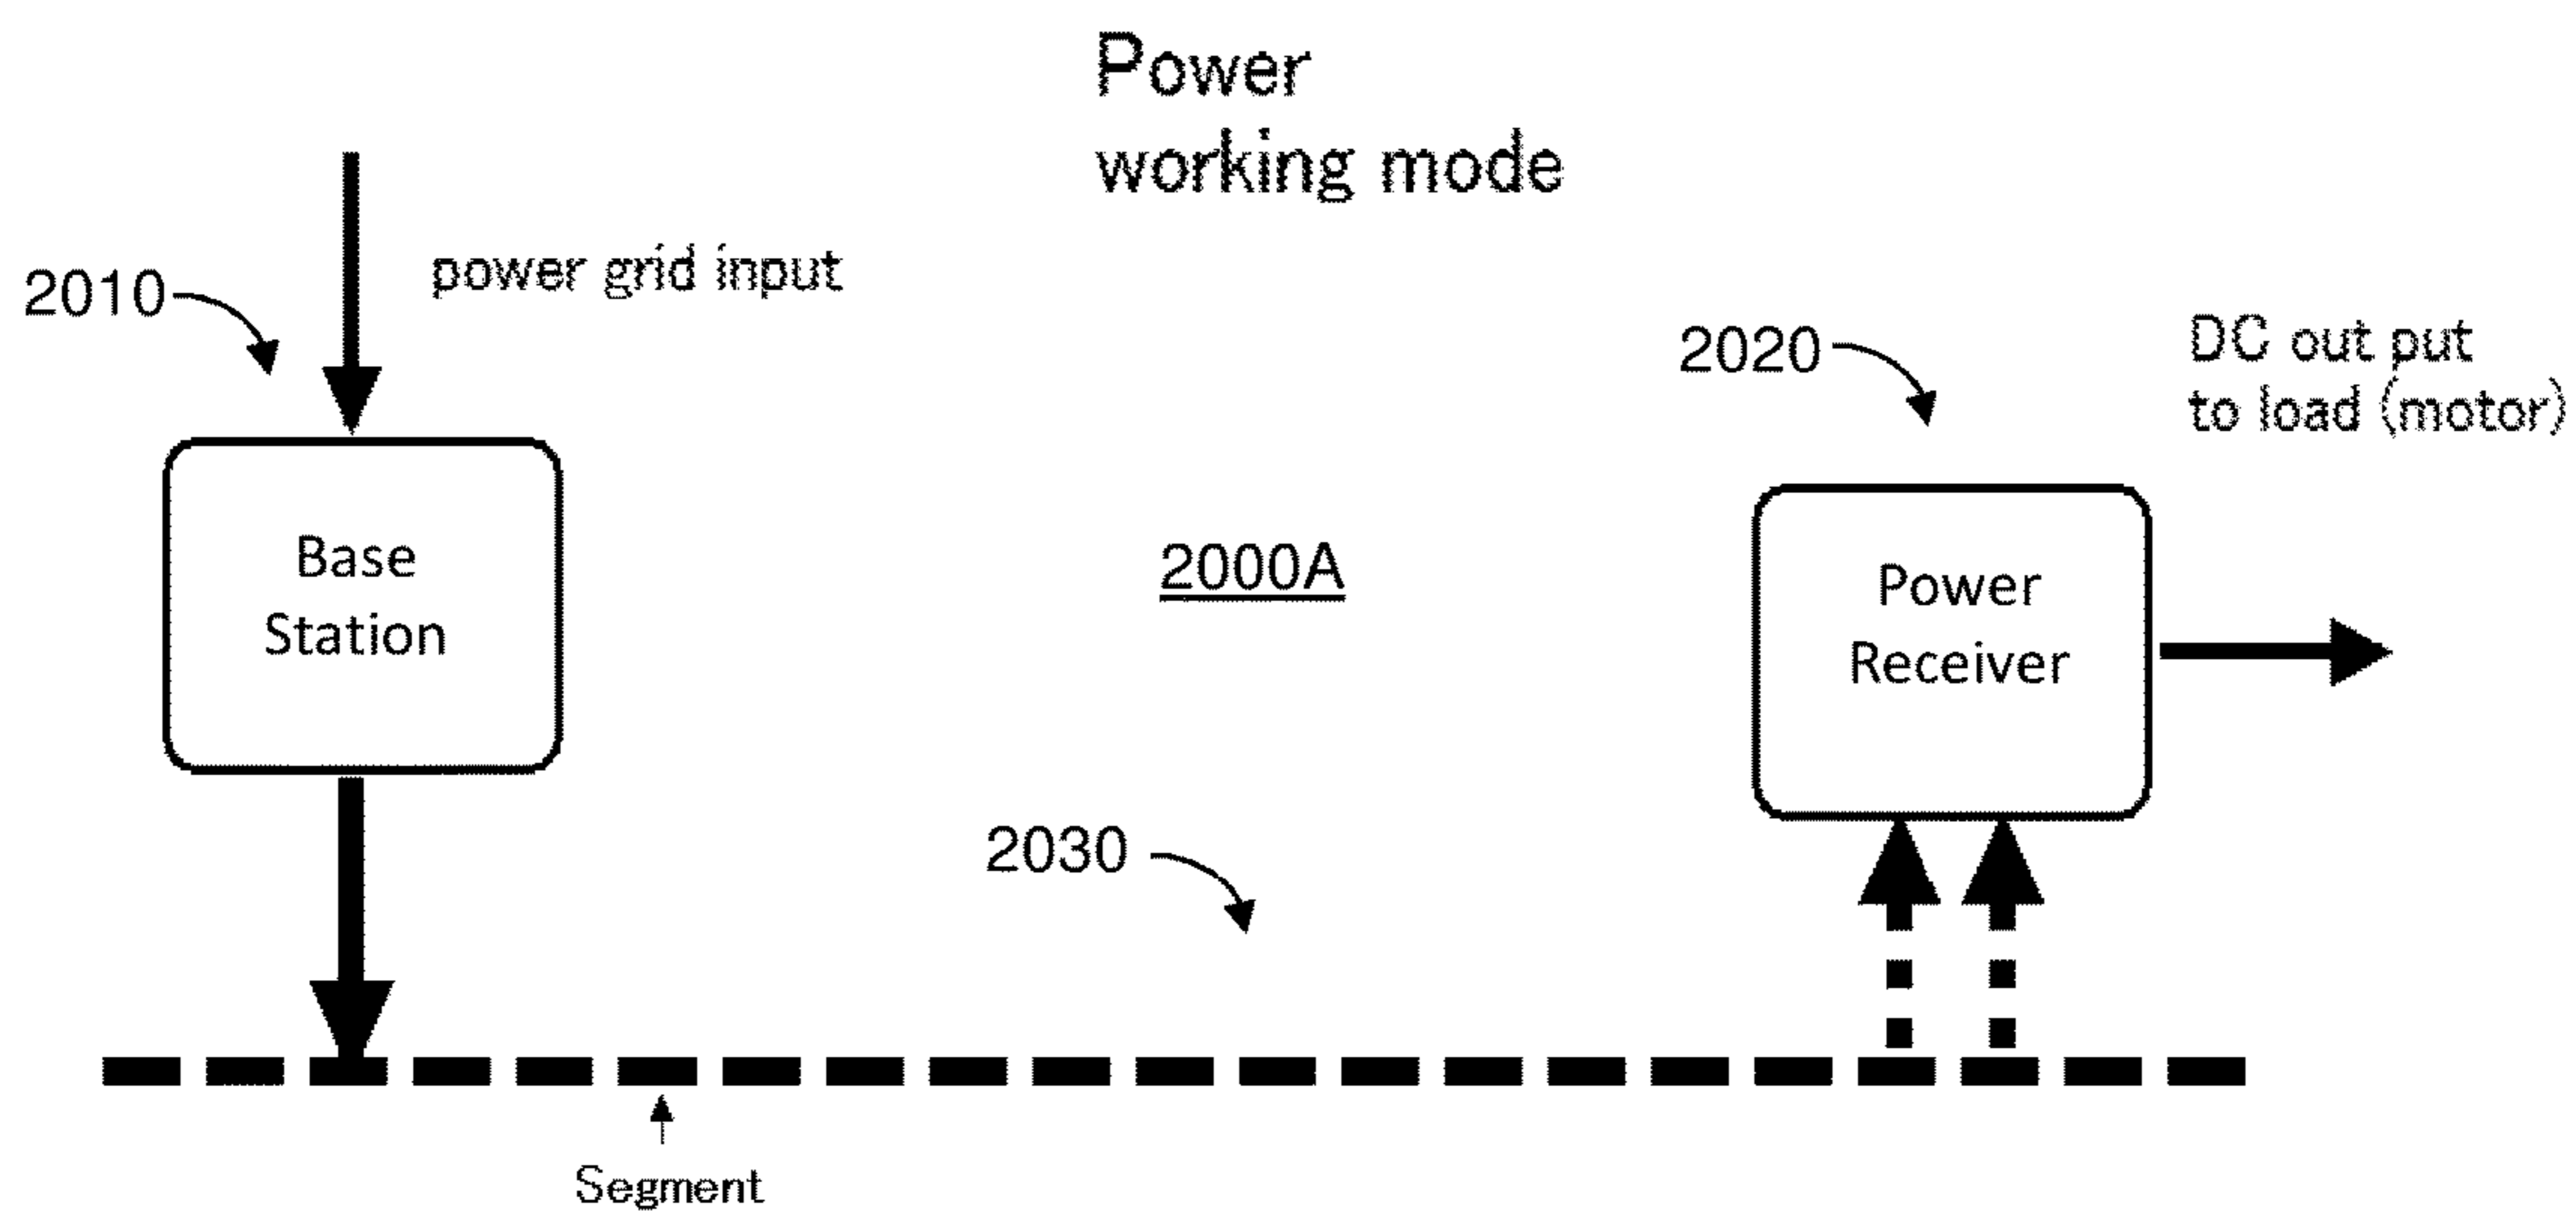 Power
working mode
power grid input
2010
2020
DC out put
to load (motor)
Base
Station
2000A
Power
Receiver
2030
Segment